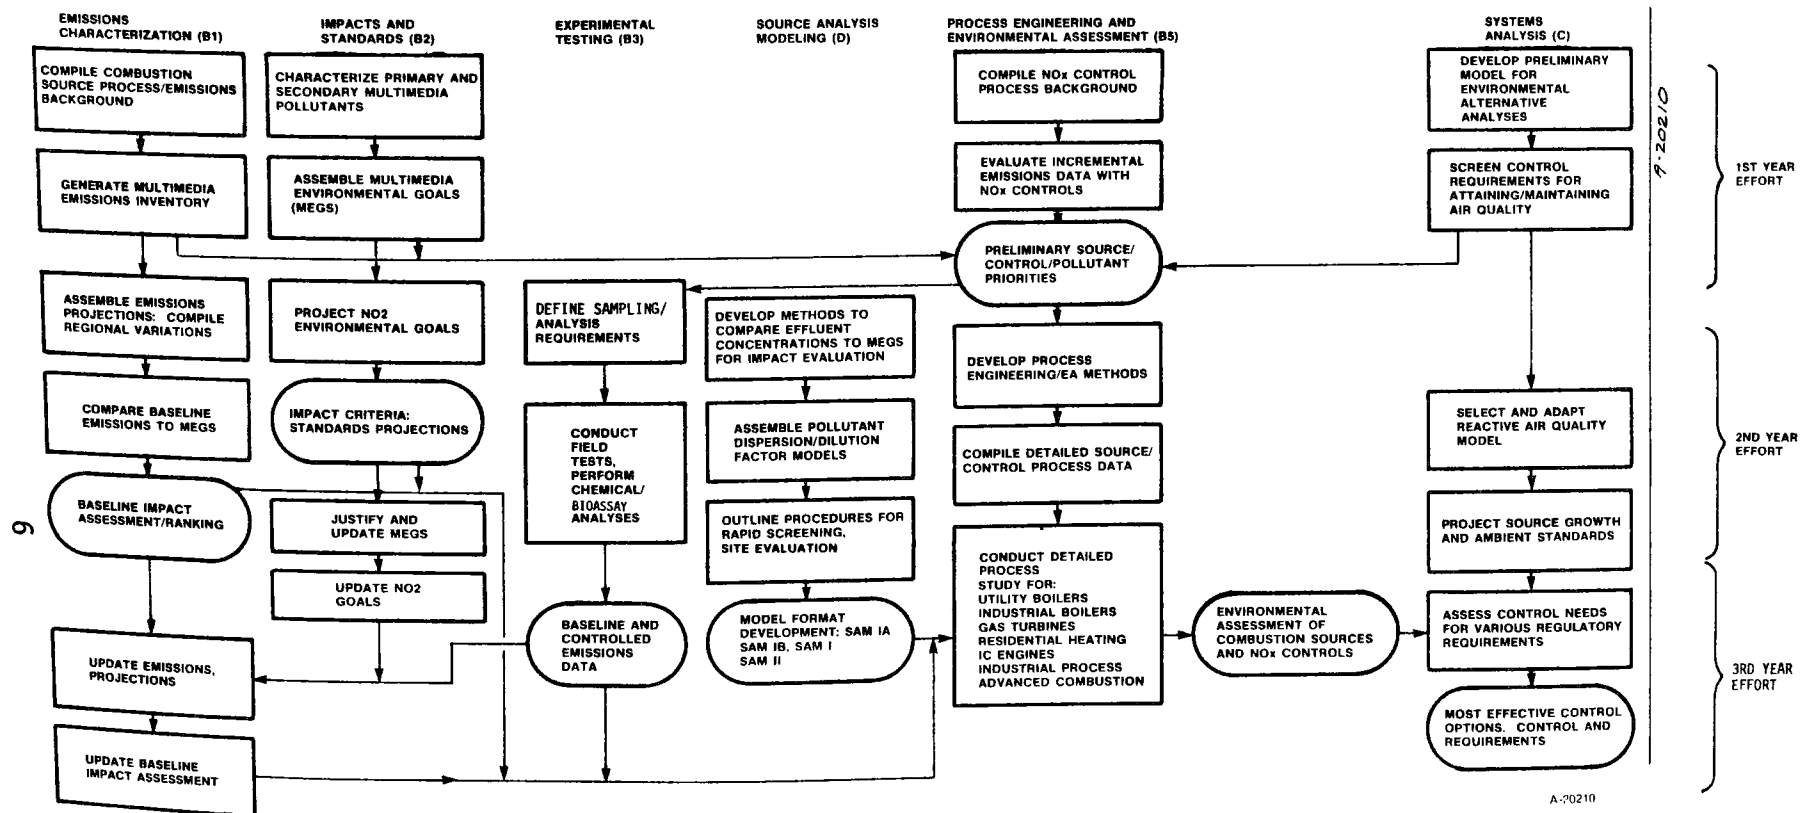 EMISSIONS
CHARACTERIZATION (B1)
IMPACTS AND
STANDARDS (B2)
EXPERIMENTAL
TESTING (B3)
SOURCE ANALYSIS
MODELING (D)
PROCESS ENGINEERING AND
ENVIRONMENTAL ASSESSMENT (B5)
SYSTEMS
ANALYSIS (C)
COMPILE COMBUSTION
SOURCE PROCESS/EMISSIONS
BACKGROUND
GENERATE MULTIMEDIA
EMISSIONS INVENTORY
ASSEMBLE EMISSIONS
PROJECTIONS: COMPILE
REGIONAL VARIATIONS
COMPARE BASELINE
EMISSIONS TO MEGS
BASELINE IMPACT
ASSESSMENT/RANKING
UPDATE EMISSIONS,
PROJECTIONS
UPDATE BASELINE
IMPACT ASSESSMENT
CHARACTERIZE PRIMARY AND
SECONDARY MULTIMEDIA
POLLUTANTS
ASSEMBLE MULTIMEDIA
ENVIRONMENTAL GOALS
(MEGS)
PROJECT NO2
ENVIRONMENTAL GOALS
IMPACT CRITERIA:
STANDARDS PROJECTIONS
JUSTIFY AND
UPDATE MEGS
UPDATE NO2
GOALS
DEFINE SAMPLING/
ANALYSIS
REQUIREMENTS
CONDUCT
FIELD
TESTS,
PERFORM
CHEMICAL/
BIOASSAY
ANALYSES
BASELINE AND
CONTROLLED
EMISSIONS
DATA
DEVELOP METHODS TO
COMPARE EFFLUENT
CONCENTRATIONS TO MEGS
FOR IMPACT EVALUATION
ASSEMBLE POLLUTANT
DISPERSION/DILUTION
FACTOR MODELS
OUTLINE PROCEDURES FOR
RAPID SCREENING,
SITE EVALUATION
MODEL FORMAT
DEVELOPMENT: SAM IA
SAM IB, SAM I
SAM II
COMPILE NOx CONTROL
PROCESS BACKGROUND
EVALUATE INCREMENTAL
EMISSIONS DATA WITH
NOx CONTROLS
PRELIMINARY SOURCE/
CONTROL/POLLUTANT
PRIORITIES
DEVELOP PROCESS
ENGINEERING/EA METHODS
COMPILE DETAILED SOURCE/
CONTROL PROCESS DATA
CONDUCT DETAILED
PROCESS
STUDY FOR:
UTILITY BOILERS
INDUSTRIAL BOILERS
GAS TURBINES
RESIDENTIAL HEATING
IC ENGINES
INDUSTRIAL PROCESS
ADVANCED COMBUSTION
ENVIRONMENTAL
ASSESSMENT OF
COMBUSTION SOURCES
AND NOx CONTROLS
DEVELOP PRELIMINARY
MODEL FOR
ENVIRONMENTAL
ALTERNATIVE
ANALYSES
SCREEN CONTROL
REQUIREMENTS FOR
ATTAINING/MAINTAINING
AIR QUALITY
SELECT AND ADAPT
REACTIVE AIR QUALITY
MODEL
PROJECT SOURCE GROWTH
AND AMBIENT STANDARDS
ASSESS CONTROL NEEDS
FOR VARIOUS REGULATORY
REQUIREMENTS
MOST EFFECTIVE CONTROL
OPTIONS. CONTROL AND
REQUIREMENTS
A-20210
1ST YEAR
EFFORT
2ND YEAR
EFFORT
3RD YEAR
EFFORT
A-20210
9